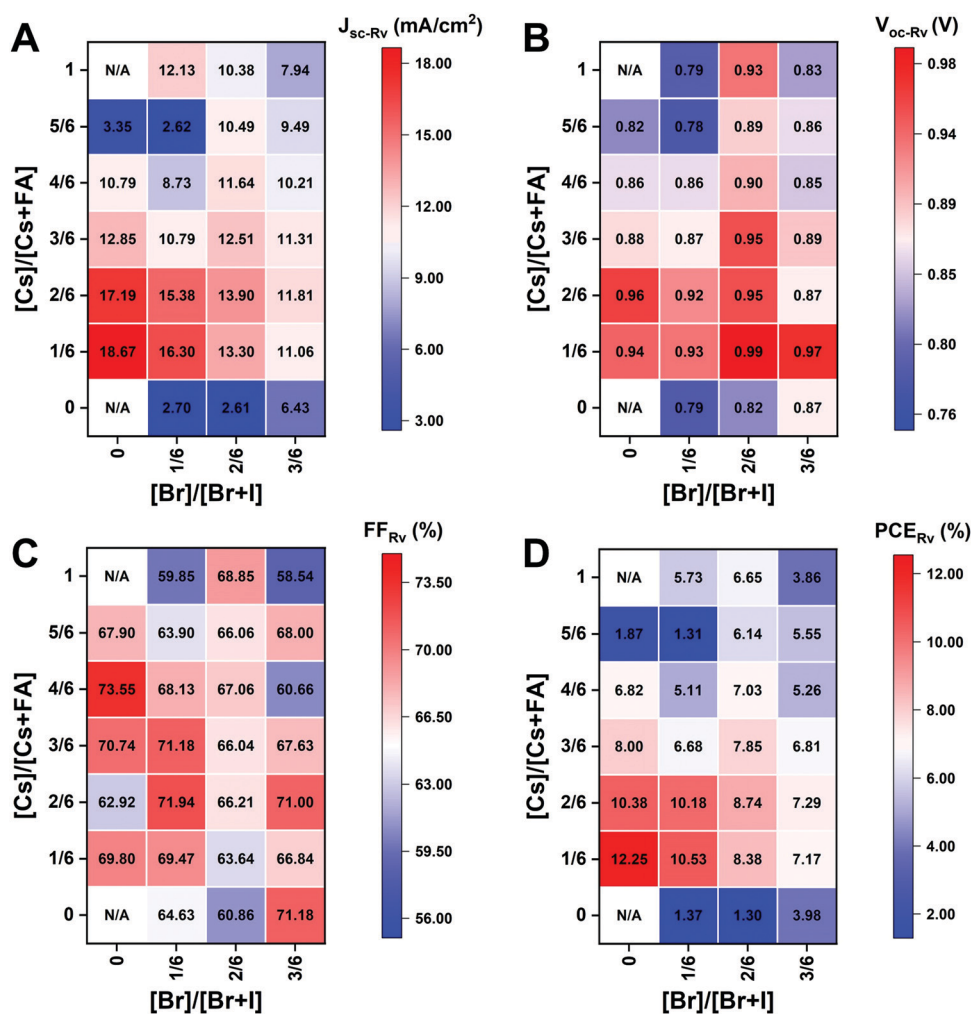 A
J_sc-Rv (mA/cm²)
[Cs]/[Cs+FA]
1 N/A 12.13 10.38 7.94
5/6 3.35 2.62 10.49 9.49
4/6 10.79 8.73 11.64 10.21
3/6 12.85 10.79 12.51 11.31
2/6 17.19 15.38 13.90 11.81
1/6 18.67 16.30 13.30 11.06
0 N/A 2.70 2.61 6.43
0 1/6 2/6 3/6
[Br]/[Br+I]
18.00
15.00
12.00
9.00
6.00
3.00
B
V_oc-Rv (V)
[Cs]/[Cs+FA]
1 N/A 0.79 0.93 0.83
5/6 0.82 0.78 0.89 0.86
4/6 0.86 0.86 0.90 0.85
3/6 0.88 0.87 0.95 0.89
2/6 0.96 0.92 0.95 0.87
1/6 0.94 0.93 0.99 0.97
0 N/A 0.79 0.82 0.87
0 1/6 2/6 3/6
[Br]/[Br+I]
0.98
0.94
0.89
0.85
0.80
0.76
C
FF_Rv (%)
[Cs]/[Cs+FA]
1 N/A 59.85 68.85 58.54
5/6 67.90 63.90 66.06 68.00
4/6 73.55 68.13 67.06 60.66
3/6 70.74 71.18 66.04 67.63
2/6 62.92 71.94 66.21 71.00
1/6 69.80 69.47 63.64 66.84
0 N/A 64.63 60.86 71.18
0 1/6 2/6 3/6
[Br]/[Br+I]
73.50
70.00
66.50
63.00
59.50
56.00
D
PCE_Rv (%)
[Cs]/[Cs+FA]
1 N/A 5.73 6.65 3.86
5/6 1.87 1.31 6.14 5.55
4/6 6.82 5.11 7.03 5.26
3/6 8.00 6.68 7.85 6.81
2/6 10.38 10.18 8.74 7.29
1/6 12.25 10.53 8.38 7.17
0 N/A 1.37 1.30 3.98
0 1/6 2/6 3/6
[Br]/[Br+I]
12.00
10.00
8.00
6.00
4.00
2.00